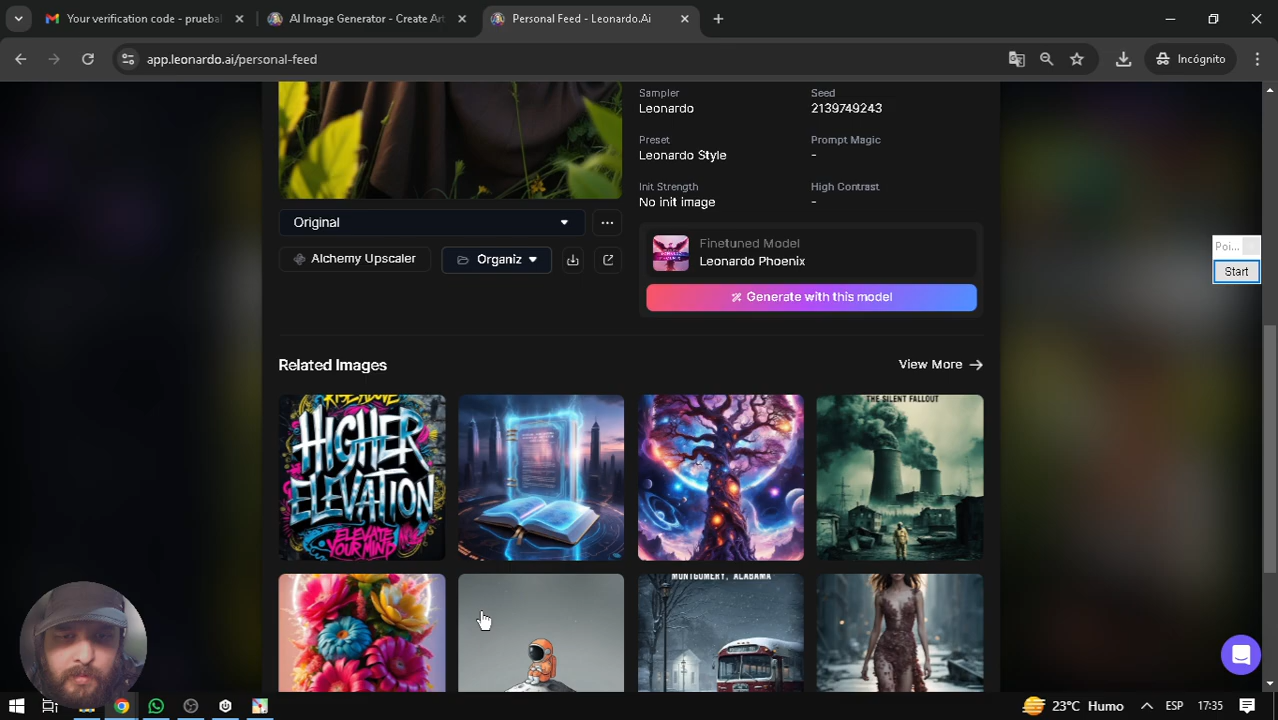 Your verification code - prueba
AI Image Generator - Create Art
Personal Feed - Leonardo.Ai
app.leonardo.ai/personal-feed
Incógnito
Sampler
Seed
Leonardo
2139749243
Preset
Prompt Magic
Leonardo Style
-
Init Strength
High Contrast
No init image
-
Original
Alchemy Upscaler
Organiz
Finetuned Model
Leonardo Phoenix
Generate with this model
Poi...
Start
Related Images
View More
HIGHER
ELEVATION
ELEVATE
YOUR MIND
THE SILENT FALLOUT
MONTGOMERY, ALABAMA
23°C Humo
ESP
17:35